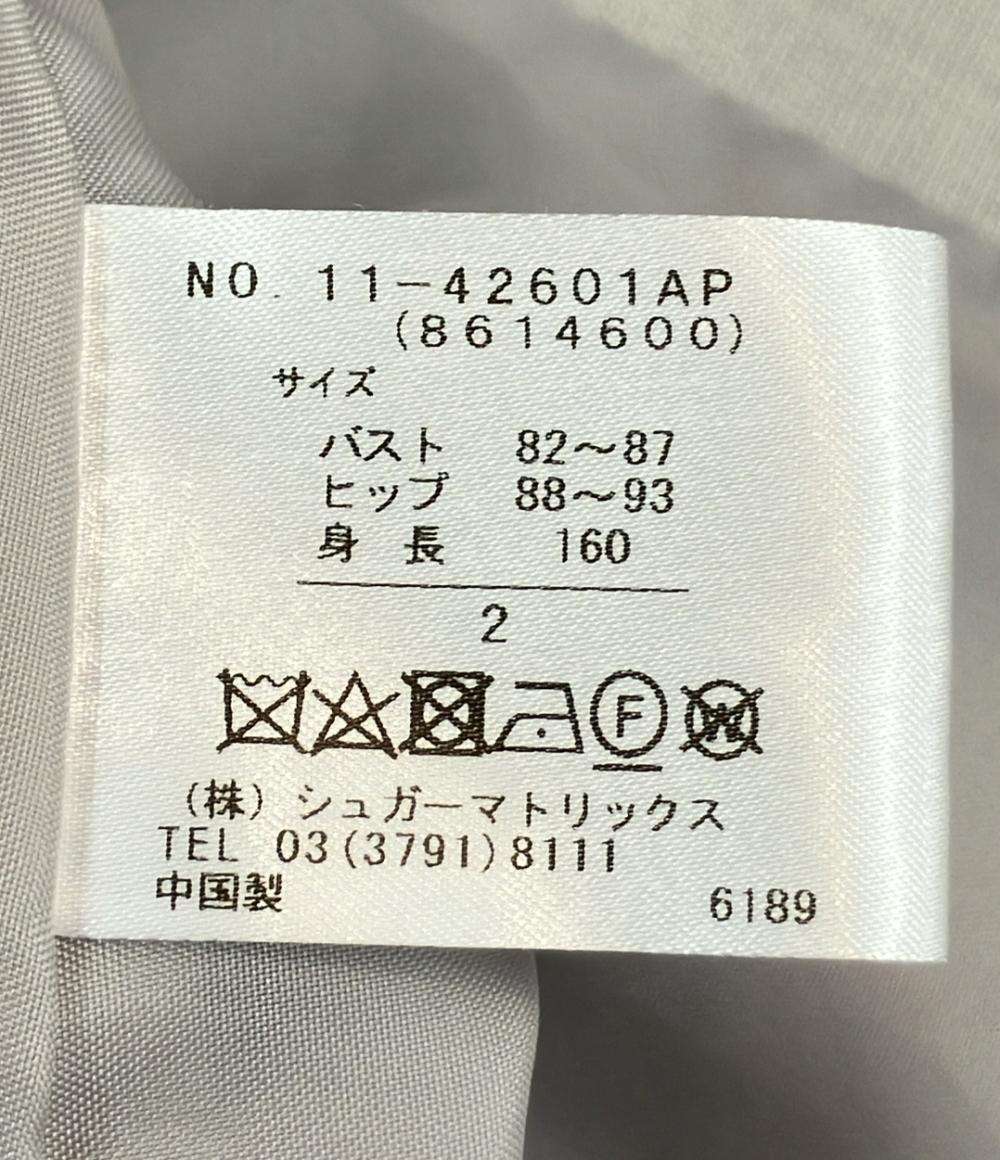 NO. 11-42601AP
(8614600)
サイズ
バスト 82～87
ヒップ 88～93
身 長 160
2
F W
(株) シュガーマトリックス
TEL 03(3791)8111
中国製 6189